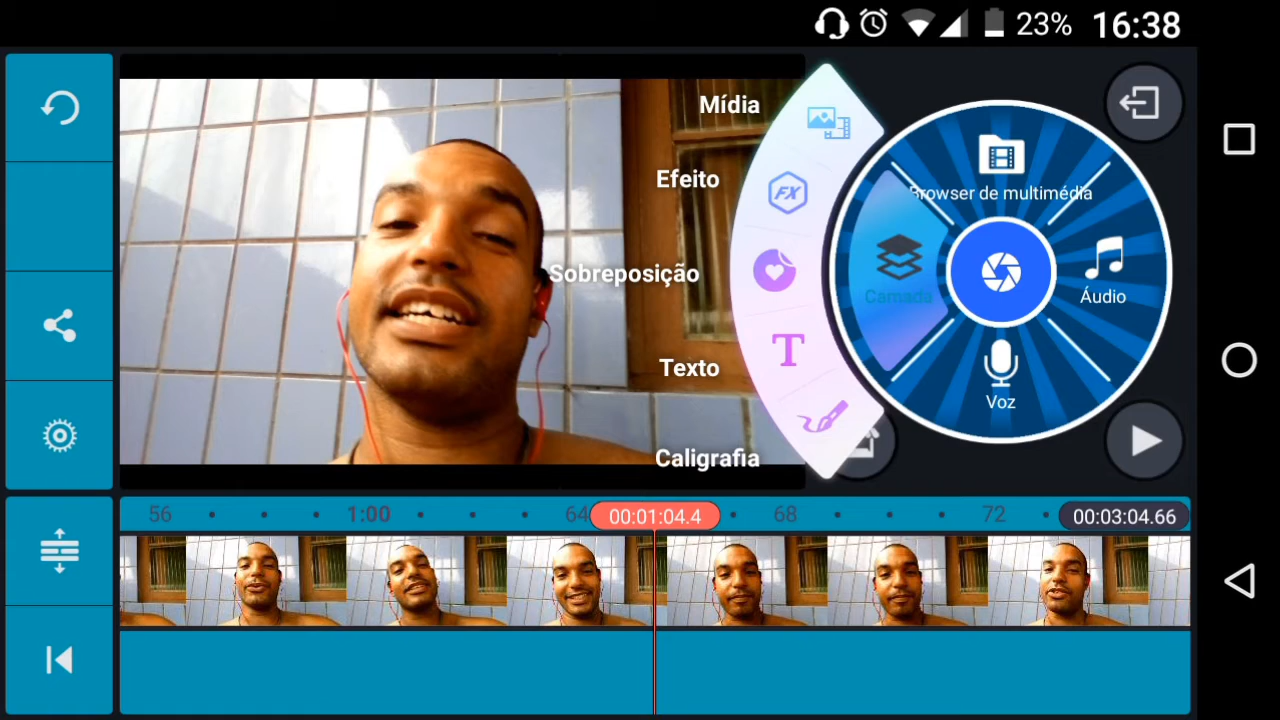 23% 16:38
Mídia
Efeito
Sobreposição
Texto
Caligrafia
Browser de multimédia
Camada
Áudio
Voz
FX
T
56 1:00 64 00:01:04.4 68 72 00:03:04.66